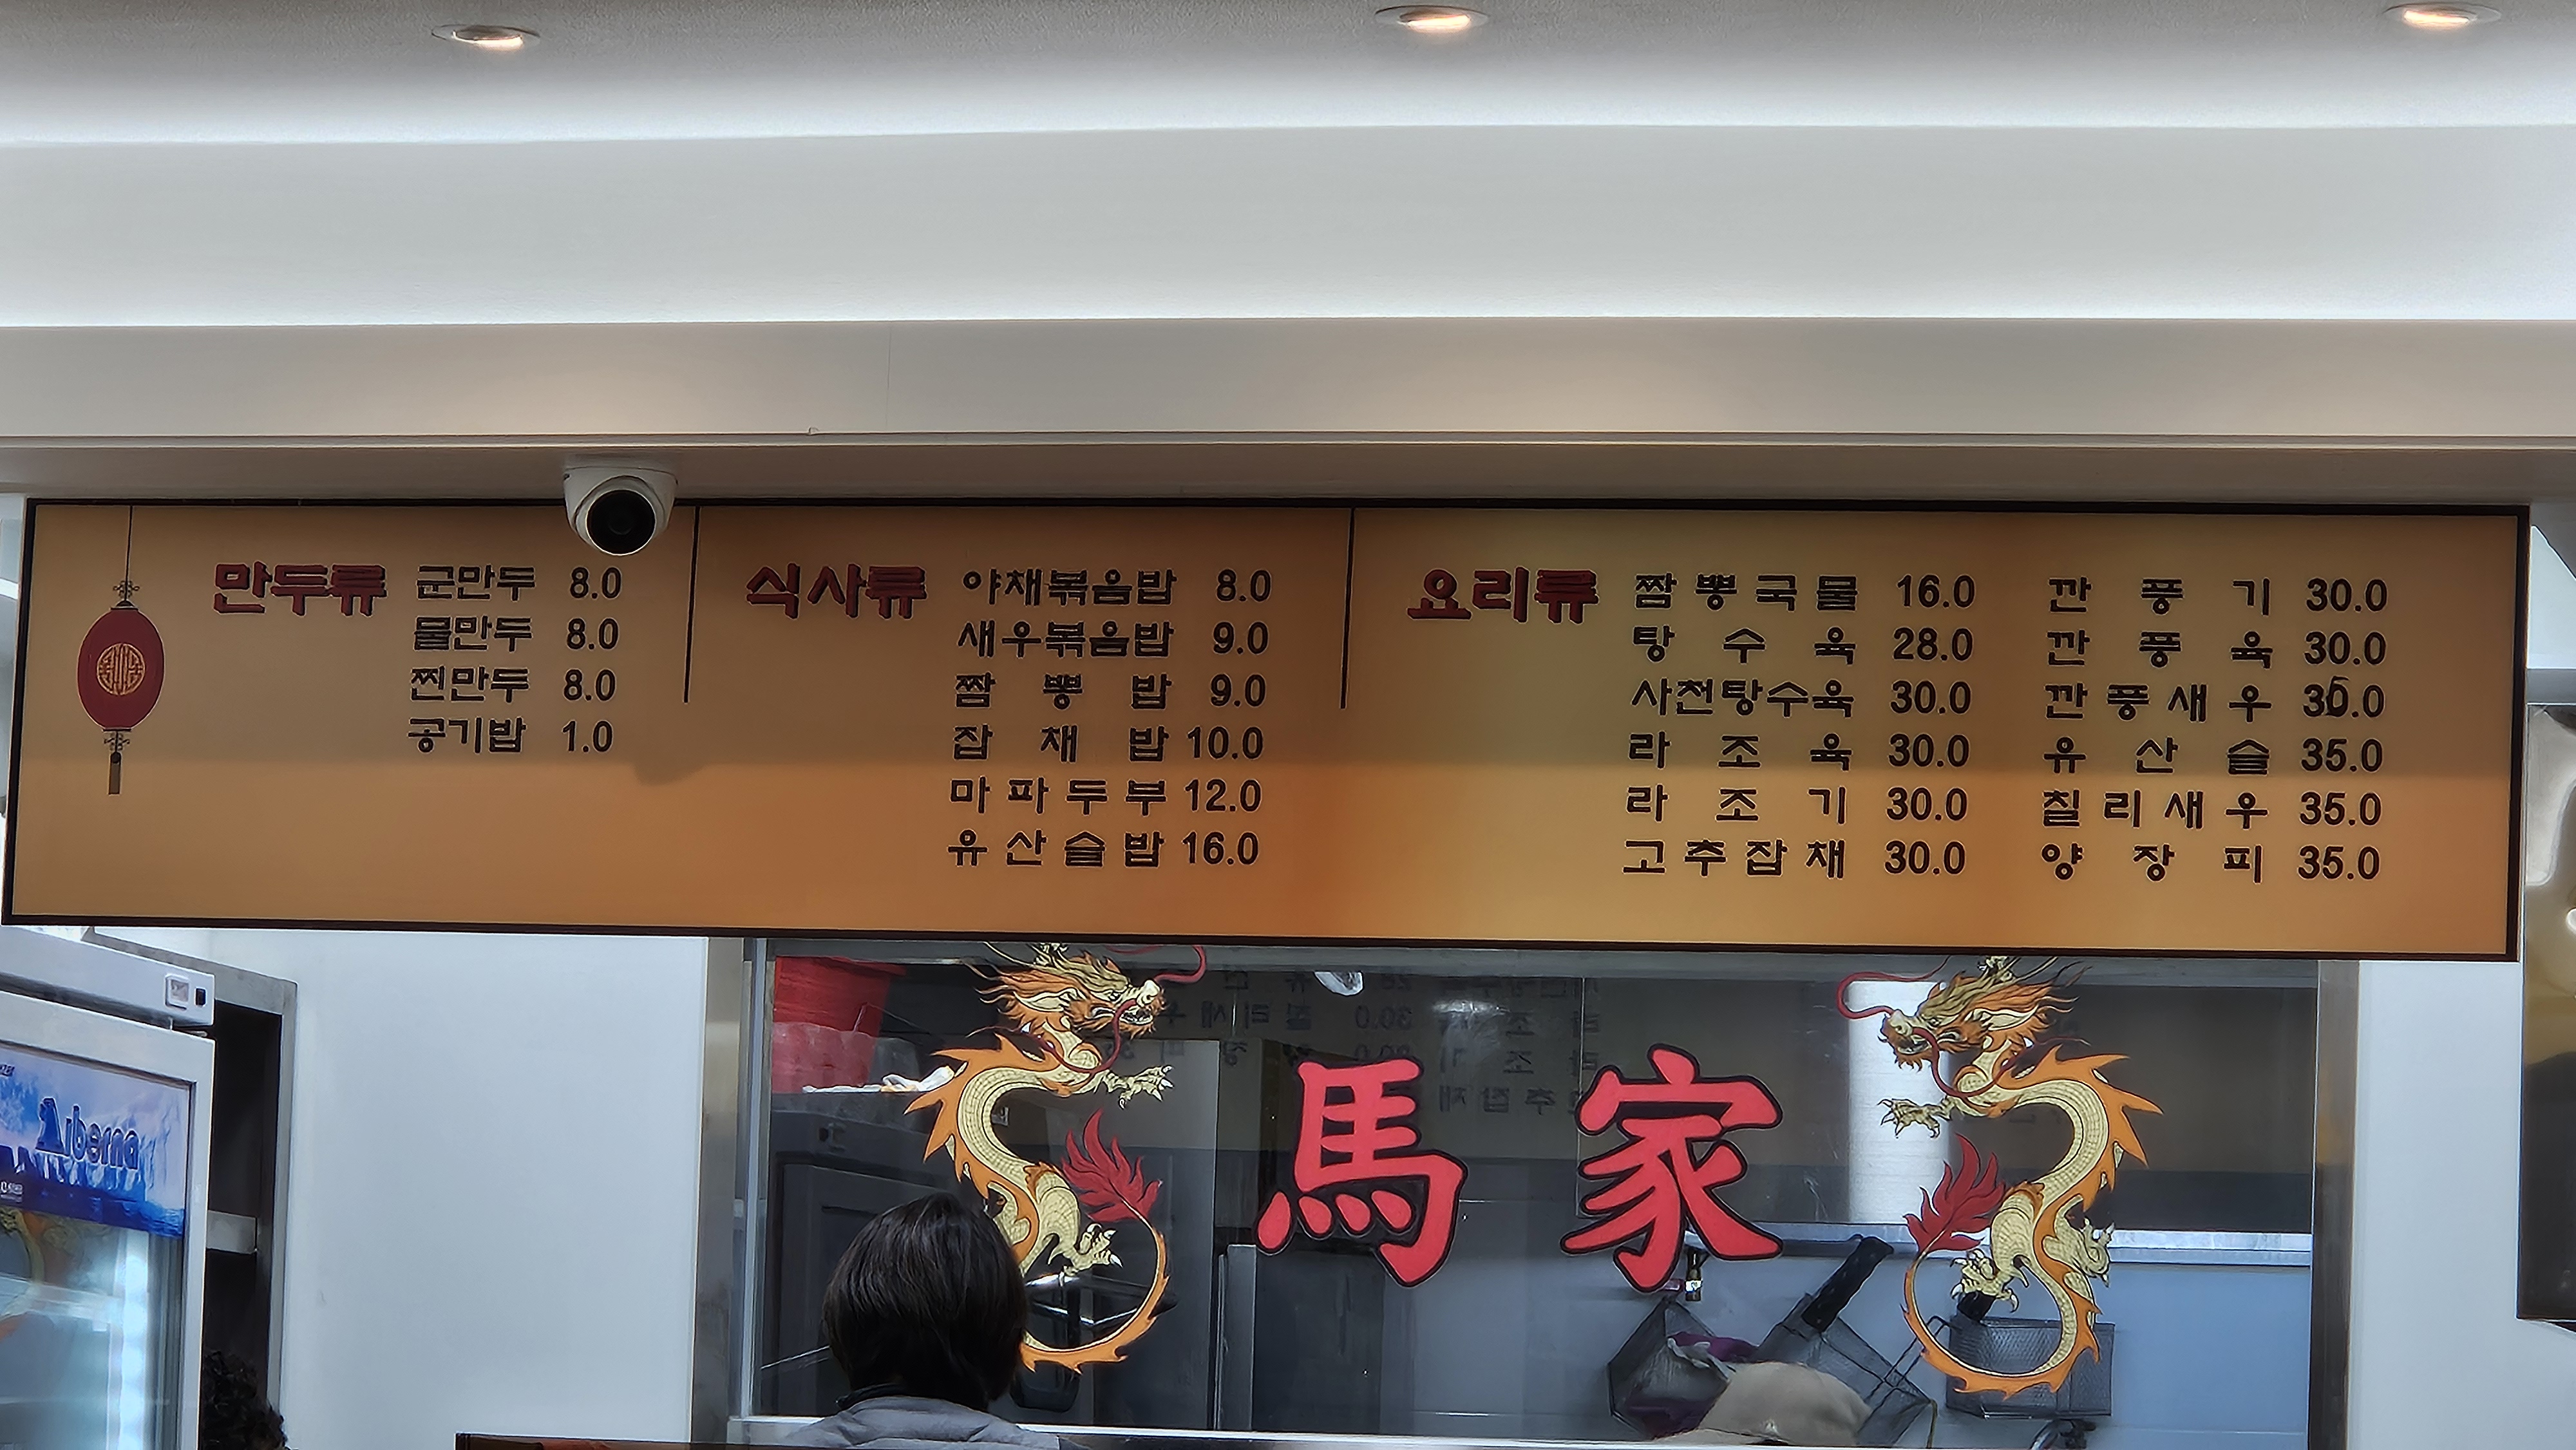 만두류
군만두 8.0
물만두 8.0
찐만두 8.0
공기밥 1.0
식사류
야채볶음밥 8.0
새우볶음밥 9.0
짬뽕밥 9.0
잡채밥 10.0
마파두부 12.0
유산슬밥 16.0
요리류
짬뽕국물 16.0
탕수육 28.0
사천탕수육 30.0
라조육 30.0
라조기 30.0
고추잡채 30.0
깐풍기 30.0
깐풍육 30.0
깐풍새우
유산슬 35.0
칠리새우 35.0
양장피 35.0
馬家